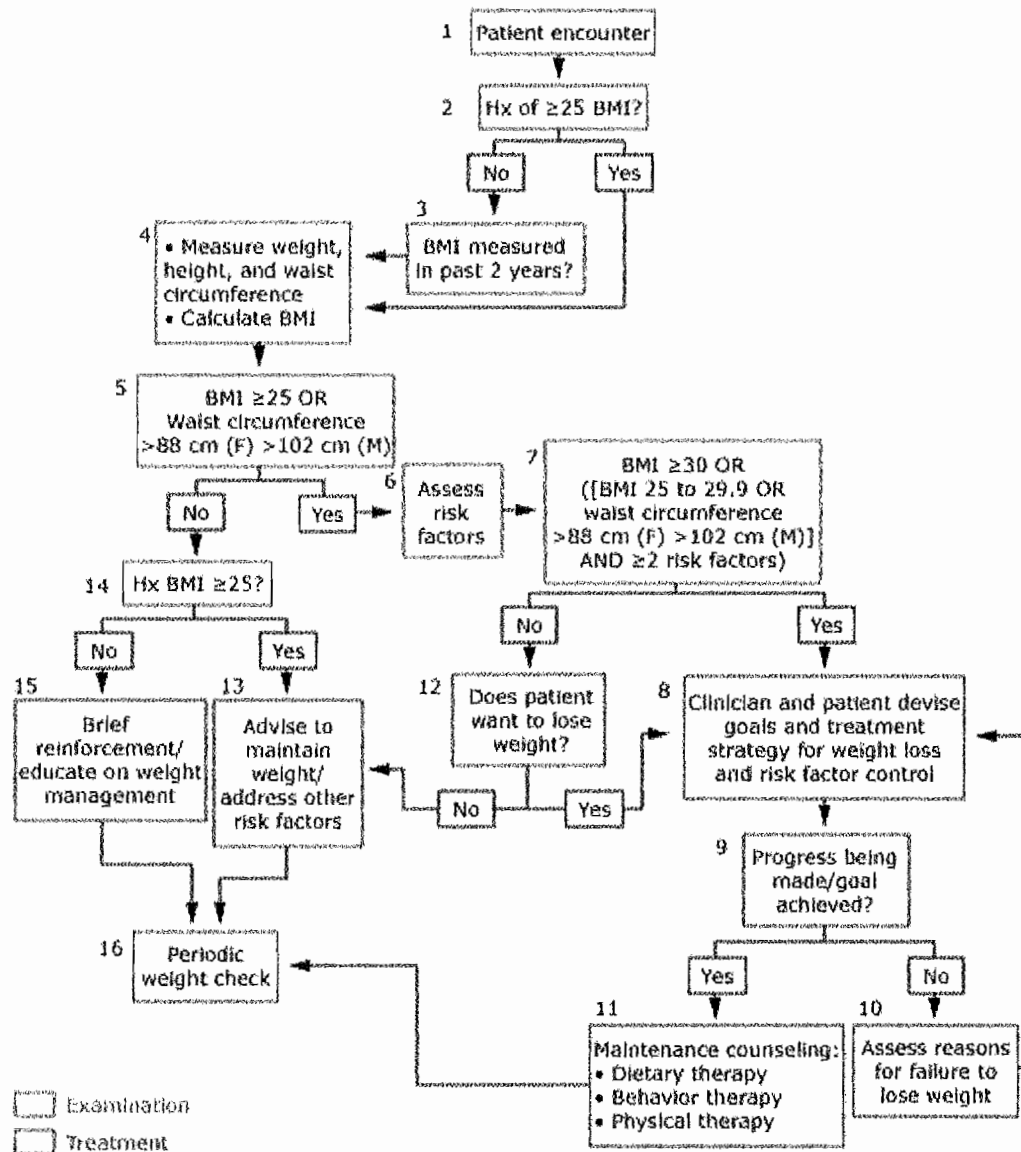 1
Patient encounter
2
Hx of ≥25 BMI?
No
Yes
3
BMI measured
in past 2 years?
4
• Measure weight,
height, and waist
circumference
• Calculate BMI
5
BMI ≥25 OR
Waist circumference
>88 cm (F) >102 cm (M)
No
Yes
6
Assess
risk
factors
7
BMI ≥30 OR
([BMI 25 to 29.9 OR
waist circumference
>88 cm (F) >102 cm (M)]
AND ≥2 risk factors)
14
Hx BMI ≥25?
No
Yes
No
Yes
15
Brief
reinforcement/
educate on weight
management
13
Advise to
maintain
weight/
address other
risk factors
12
Does patient
want to lose
weight?
No
Yes
8
Clinician and patient devise
goals and treatment
strategy for weight loss
and risk factor control
9
Progress being
made/goal
achieved?
Yes
No
16
Periodic
weight check
11
Maintenance counseling:
• Dietary therapy
• Behavior therapy
• Physical therapy
10
Assess reasons
for failure to
lose weight
Examination
Treatment